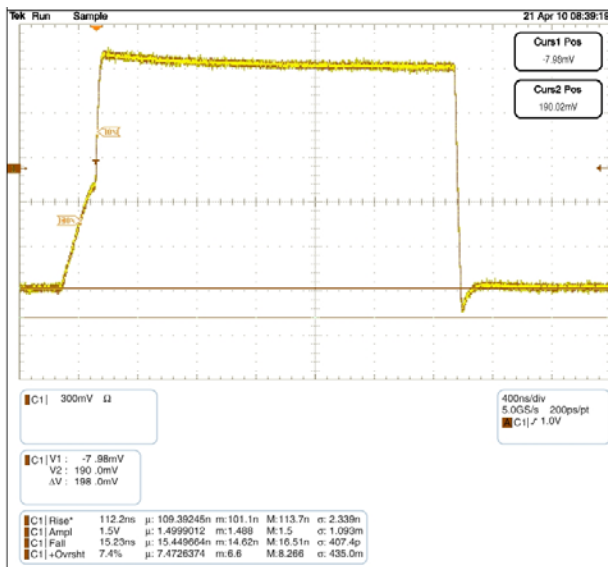 Tek Run Sample 21 Apr 10 08:39:19
Curs1 Pos
-7.98mV
Curs2 Pos
190.02mV
C1 300mV Ω
400ns/div
5.0GS/s 200ps/pt
A C1 / 1.0V
C1 V1 : -7.98mV
V2 : 190.0mV
ΔV : 198.0mV
C1 Rise* 112.2ns μ: 109.39245n m: 101.1n M: 113.7n σ: 2.339n
C1 Ampl 1.5V μ: 1.4999012 m: 1.488 M: 1.5 σ: 1.093m
C1 Fall 15.23ns μ: 15.449664n m: 14.62n M: 16.51n σ: 407.4p
C1 +Ovrsht 7.4% μ: 7.4726374 m: 6.6 M: 8.266 σ: 435.0m